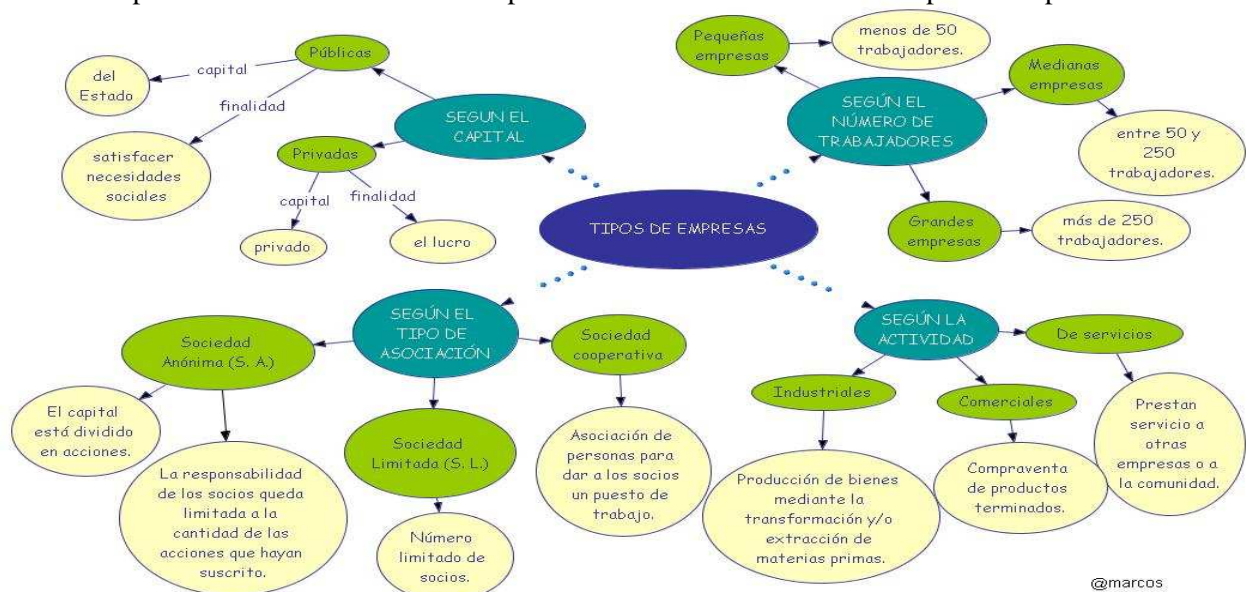 TIPOS DE EMPRESAS
SEGUN EL
CAPITAL
Públicas
capital
del
Estado
finalidad
satisfacer
necesidades
sociales
Privadas
capital
privado
finalidad
el lucro
SEGÚN EL
NÚMERO DE
TRABAJADORES
Pequeñas
empresas
menos de 50
trabajadores.
Medianas
empresas
entre 50 y
250
trabajadores.
Grandes
empresas
más de 250
trabajadores.
SEGÚN EL
TIPO DE
ASOCIACIÓN
Sociedad
Anónima (S. A.)
El capital
está dividido
en acciones.
La responsabilidad
de los socios queda
limitada a la
cantidad de las
acciones que hayan
suscrito.
Sociedad
Limitada (S. L.)
Número
limitado de
socios.
Sociedad
cooperativa
Asociación de
personas para
dar a los socios
un puesto de
trabajo.
SEGÚN LA
ACTIVIDAD
Industriales
Producción de bienes
mediante la
transformación y/o
extracción de
materias primas.
Comerciales
Compraventa
de productos
terminados.
De servicios
Prestan
servicio a
otras
empresas o a
la comunidad.
@marcos